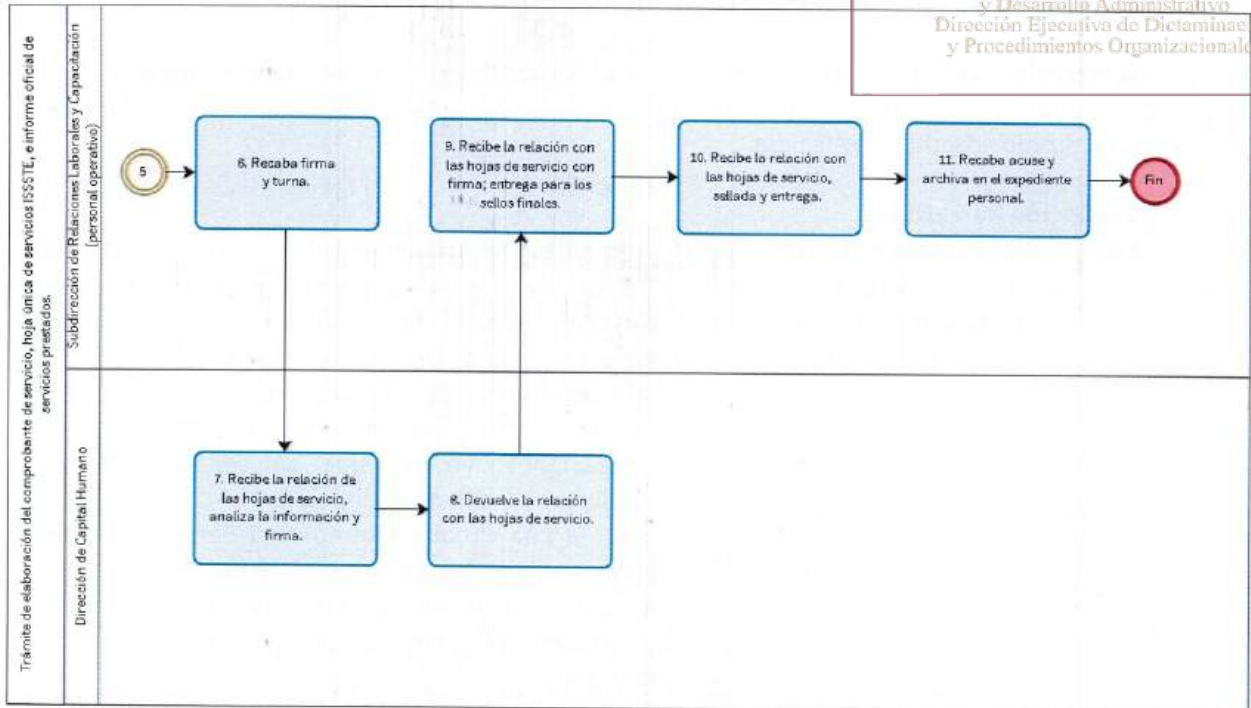 y Desarrollo Administrativo
Dirección Ejecutiva de Dictaminac
y Procedimientos Organizacional
Trámite de elaboración del comprobante de servicio, hoja única de servicios ISSSTE, e informe oficial de
servicios prestados.
Subdirección de Relaciones Laborales y Capacitación
(personal operativo)
5
6. Recaba firma
y turna.
9. Recibe la relación con
las hojas de servicio con
firma; entrega para los
sellos finales.
10. Recibe la relación con
las hojas de servicio,
sellada y entrega.
11. Recaba acuse y
archiva en el expediente
personal.
Fin
Dirección de Capital Humano
7. Recibe la relación de
las hojas de servicio,
analiza la información y
firma.
8. Devuelve la relación
con las hojas de servicio.